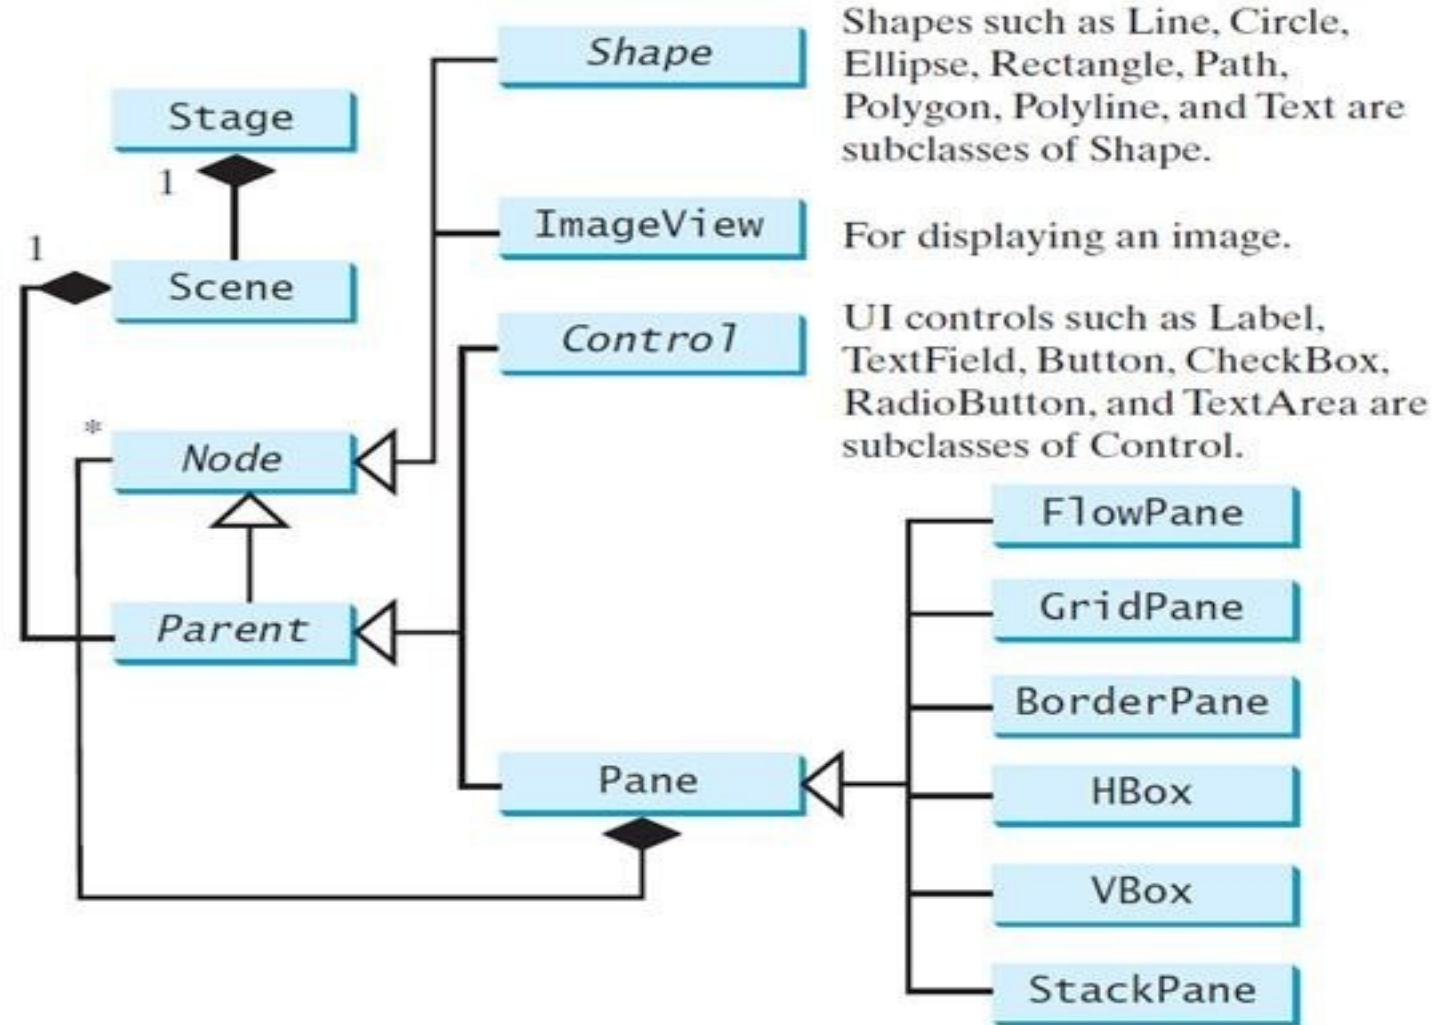 Shape
Shapes such as Line, Circle,
Ellipse, Rectangle, Path,
Polygon, Polyline, and Text are
subclasses of Shape.
Stage
1
ImageView
For displaying an image.
1
Scene
Control
UI controls such as Label,
TextField, Button, CheckBox,
RadioButton, and TextArea are
subclasses of Control.
*
Node
FlowPane
GridPane
Parent
BorderPane
Pane
HBox
VBox
StackPane